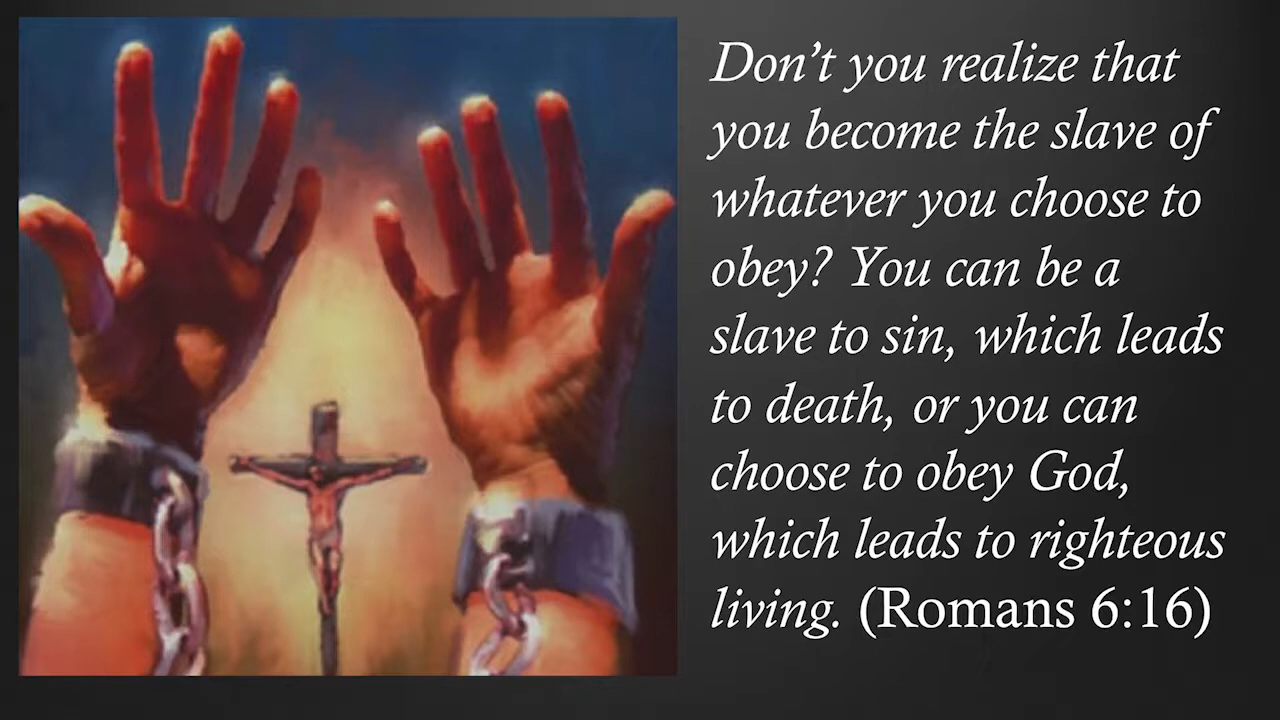 Don’t you realize that
you become the slave of
whatever you choose to
obey? You can be a
slave to sin, which leads
to death, or you can
choose to obey God,
which leads to righteous
living. (Romans 6:16)